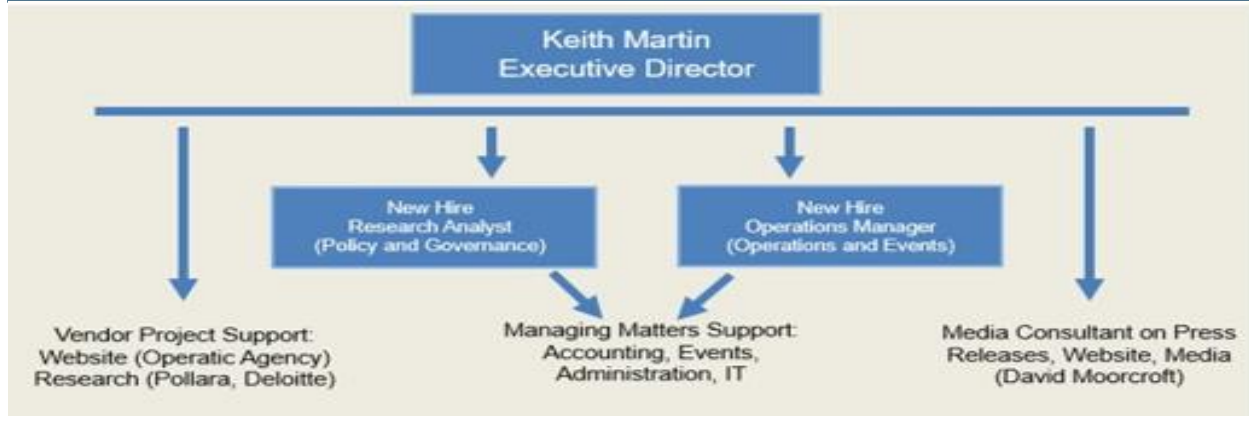 Keith Martin
Executive Director
New Hire
Research Analyst
(Policy and Governance)
New Hire
Operations Manager
(Operations and Events)
Vendor Project Support:
Website (Operatic Agency)
Research (Pollara, Deloitte)
Managing Matters Support:
Accounting, Events,
Administration, IT
Media Consultant on Press
Releases, Website, Media
(David Moorcroft)